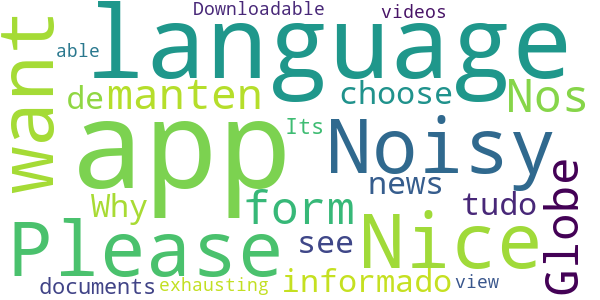 Downloadable videos
able language
want
de manten choose Nos
app Its Noisy
news
Why form tudo Globe
Please see Nice
documents exhausting informado view